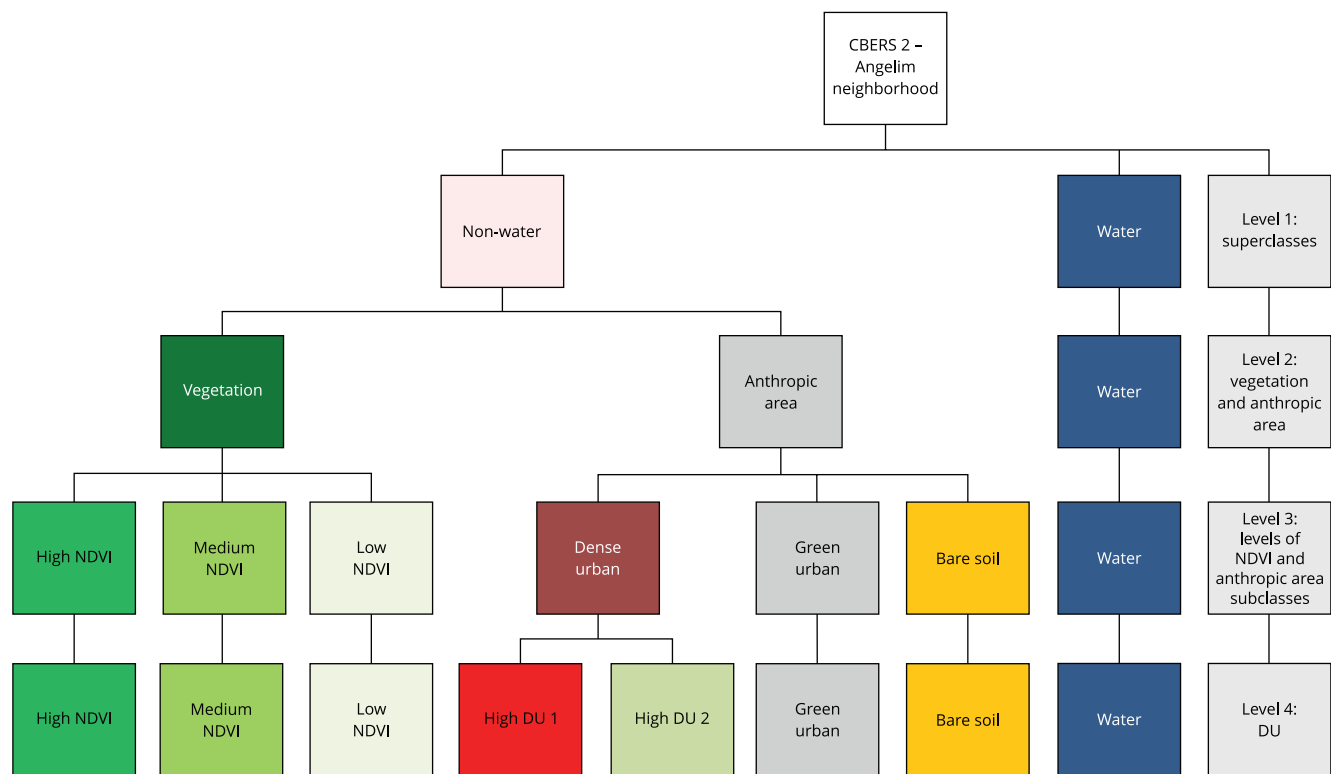 CBERS 2 –
Angelim
neighborhood
Non-water
Water
Level 1:
superclasses
Vegetation
Anthropic
area
Water
Level 2:
vegetation
and anthropic
area
High NDVI
Medium
NDVI
Low
NDVI
Dense
urban
Green
urban
Bare soil
Water
Level 3:
levels of
NDVI and
anthropic area
subclasses
High NDVI
Medium
NDVI
Low
NDVI
High DU 1
High DU 2
Green
urban
Bare soil
Water
Level 4:
DU